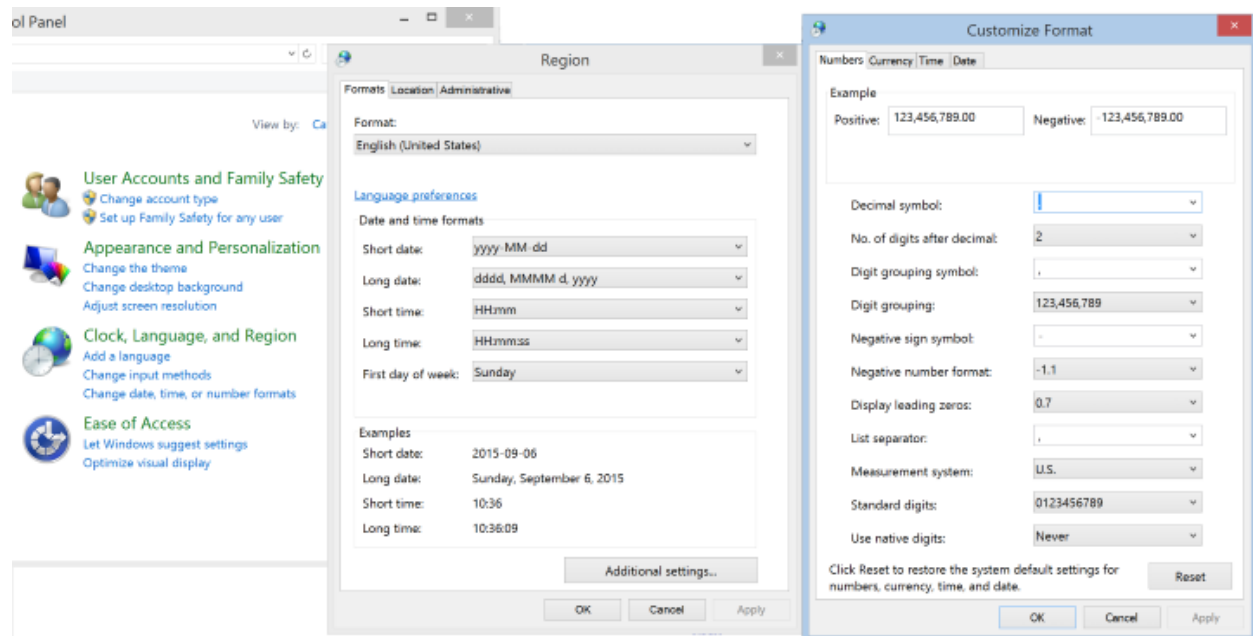 ol Panel
View by: Ca
User Accounts and Family Safety
Change account type
Set up Family Safety for any user
Appearance and Personalization
Change the theme
Change desktop background
Adjust screen resolution
Clock, Language, and Region
Add a language
Change input methods
Change date, time, or number formats
Ease of Access
Let Windows suggest settings
Optimize visual display
Region
Formats Location Administrative
Format:
English (United States)
Language preferences
Date and time formats
Short date: yyyy-MM-dd
Long date: dddd, MMMM d, yyyy
Short time: HH:mm
Long time: HH:mm:ss
First day of week: Sunday
Examples
Short date: 2015-09-06
Long date: Sunday, September 6, 2015
Short time: 10:36
Long time: 10:36:09
Additional settings...
OK Cancel Apply
Customize Format
Numbers Currency Time Date
Example
Positive: 123,456,789.00 Negative: -123,456,789.00
Decimal symbol: .
No. of digits after decimal: 2
Digit grouping symbol: ,
Digit grouping: 123,456,789
Negative sign symbol: -
Negative number format: -1.1
Display leading zeros: 0.7
List separator: ,
Measurement system: U.S.
Standard digits: 0123456789
Use native digits: Never
Click Reset to restore the system default settings for
numbers, currency, time, and date.
Reset
OK Cancel Apply